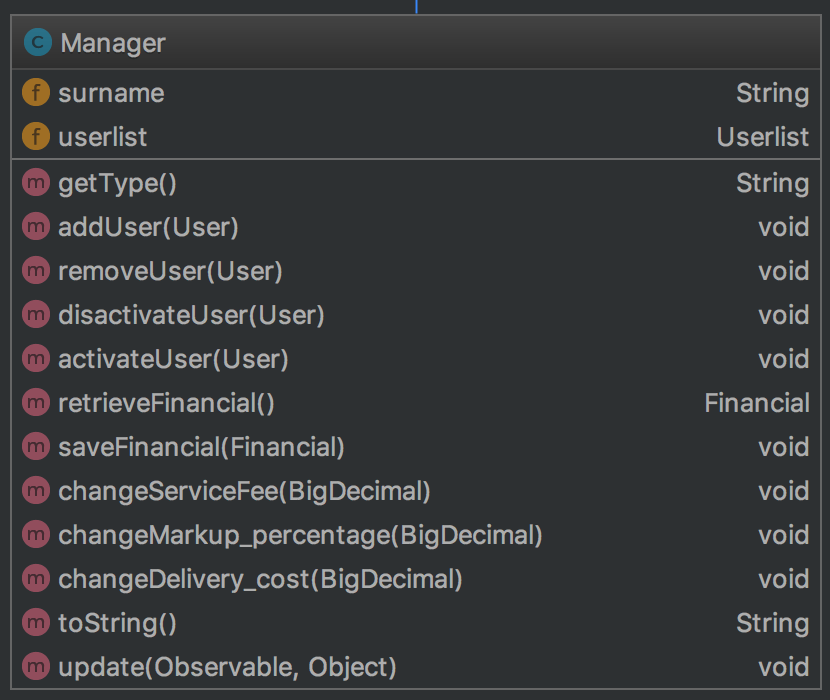 C Manager
f surname String
f userlist Userlist
m getType() String
m addUser(User) void
m removeUser(User) void
m disactivateUser(User) void
m activateUser(User) void
m retrieveFinancial() Financial
m saveFinancial(Financial) void
m changeServiceFee(BigDecimal) void
m changeMarkup_percentage(BigDecimal) void
m changeDelivery_cost(BigDecimal) void
m toString() String
m update(Observable, Object) void